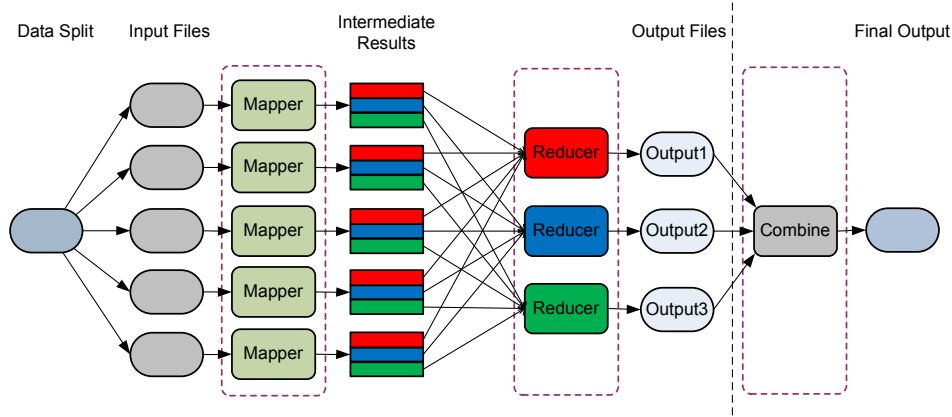 Data Split
Input Files
Intermediate
Results
Output Files
Final Output
Mapper
Mapper
Mapper
Mapper
Mapper
Reducer
Reducer
Reducer
Output1
Output2
Output3
Combine